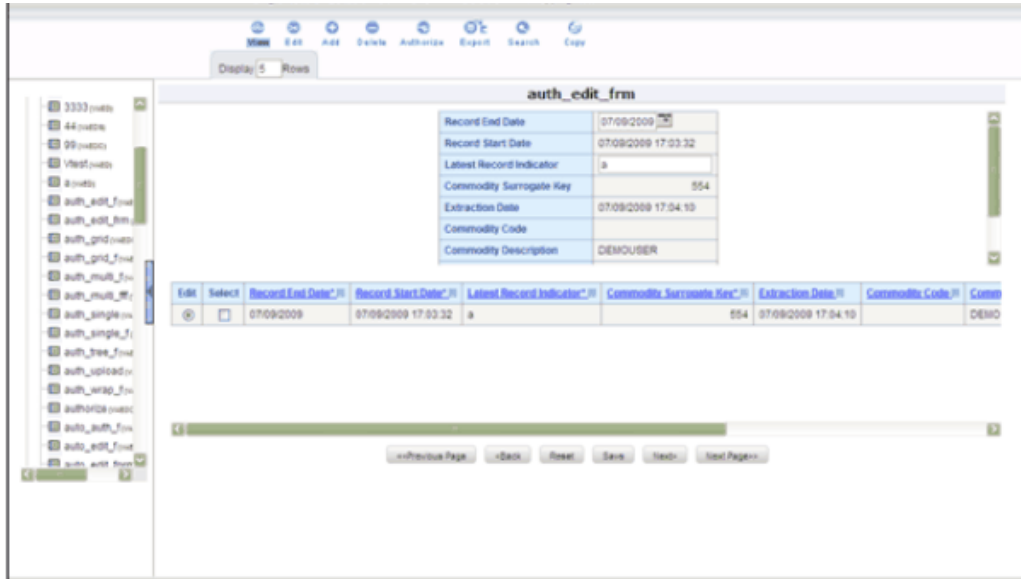 View Edit Add Delete Authorize Export Search Copy
Display 5 Rows
auth_edit_frm
3333
44
99
Vtest
a
auth_edit_f
auth_edit_frm
auth_grid
auth_grid_f
auth_multi_f
auth_multi_fff
auth_single
auth_single_f
auth_tree_f
auth_upload
auth_wrap_f
authorize
auto_auth_f
auto_edit_f
auto_edit_form
Record End Date 07/09/2009
Record Start Date 07/09/2009 17:03:32
Latest Record Indicator a
Commodity Surrogate Key 554
Extraction Date 07/09/2009 17:04:10
Commodity Code
Commodity Description DEMOUSER
Edit Select Record End Date* Record Start Date* Latest Record Indicator* Commodity Surrogate Key* Extraction Date Commodity Code Comm
07/09/2009 07/09/2009 17:03:32 a 554 07/09/2009 17:04:10 DEMO
<<Previous Page <Back Reset Save Next> Next Page>>